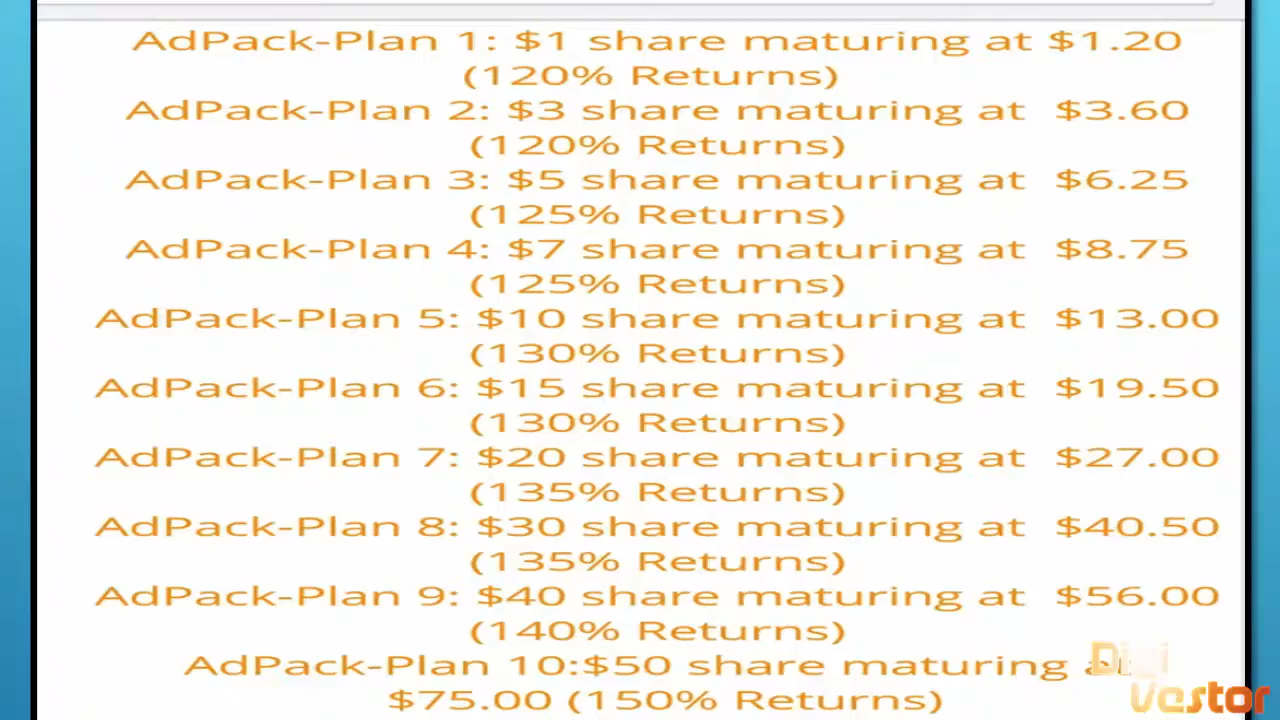 AdPack-Plan 1: $1 share maturing at $1.20
(120% Returns)
AdPack-Plan 2: $3 share maturing at $3.60
(120% Returns)
AdPack-Plan 3: $5 share maturing at $6.25
(125% Returns)
AdPack-Plan 4: $7 share maturing at $8.75
(125% Returns)
AdPack-Plan 5: $10 share maturing at $13.00
(130% Returns)
AdPack-Plan 6: $15 share maturing at $19.50
(130% Returns)
AdPack-Plan 7: $20 share maturing at $27.00
(135% Returns)
AdPack-Plan 8: $30 share maturing at $40.50
(135% Returns)
AdPack-Plan 9: $40 share maturing at $56.00
(140% Returns)
AdPack-Plan 10:$50 share maturing
$75.00 (150% Returns)
Digi
Vestor